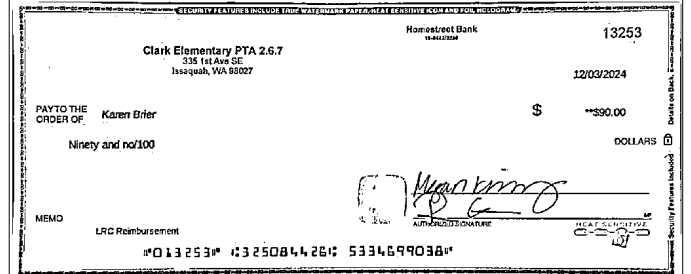 SECURITY FEATURES INCLUDE TRUE WATERMARK PAPER, HEAT SENSITIVE ICON AND FOIL HOLOGRAM
Homestreet Bank
13253
Clark Elementary PTA 2.6.7
335 1st Ave SE
Issaquah, WA 98027
12/03/2024
PAY TO THE
ORDER OF Karen Brier
$ **$90.00
Ninety and no/100
DOLLARS
Security Features Included
Details on Back.
AUTHORIZED SIGNATURE
HEAT SENSITIVE
MEMO
LRC Reimbursement
⑈013253⑈ ⑆325084426⑆ 5334699038⑈